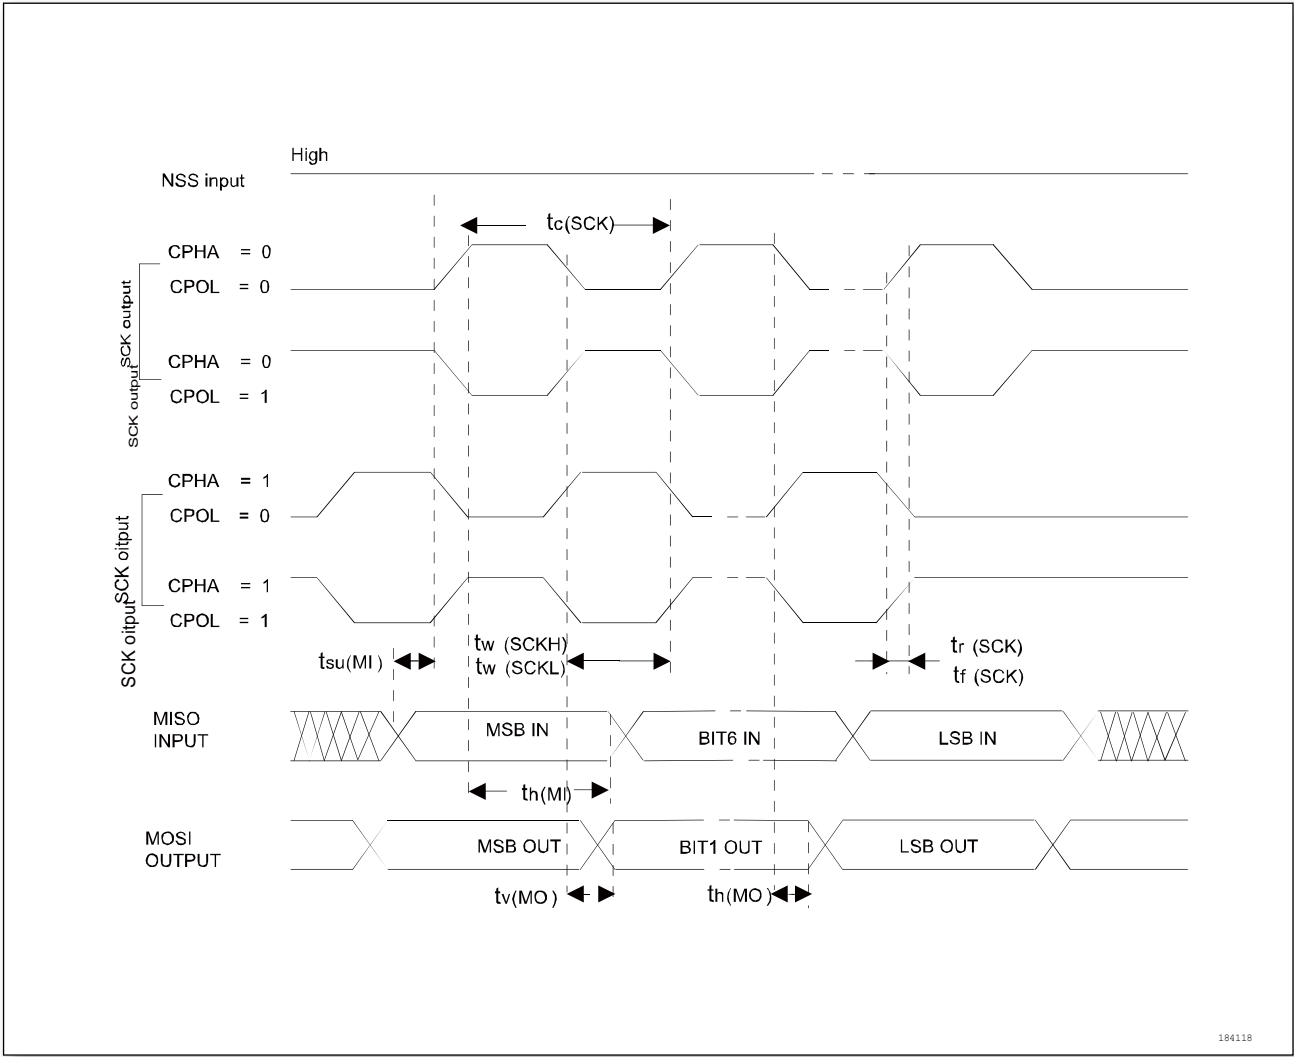 High
NSS input
tc(SCK)
CPHA = 0
CPOL = 0
SCK output
CPHA = 0
CPOL = 1
SCK output
CPHA = 1
CPOL = 0
SCK oitput
CPHA = 1
CPOL = 1
SCK oitput
tsu(MI)
tw (SCKH)
tw (SCKL)
tr (SCK)
tf (SCK)
MISO
INPUT
MSB IN
BIT6 IN
LSB IN
th(MI)
MOSI
OUTPUT
MSB OUT
BIT1 OUT
LSB OUT
tv(MO)
th(MO)
184118